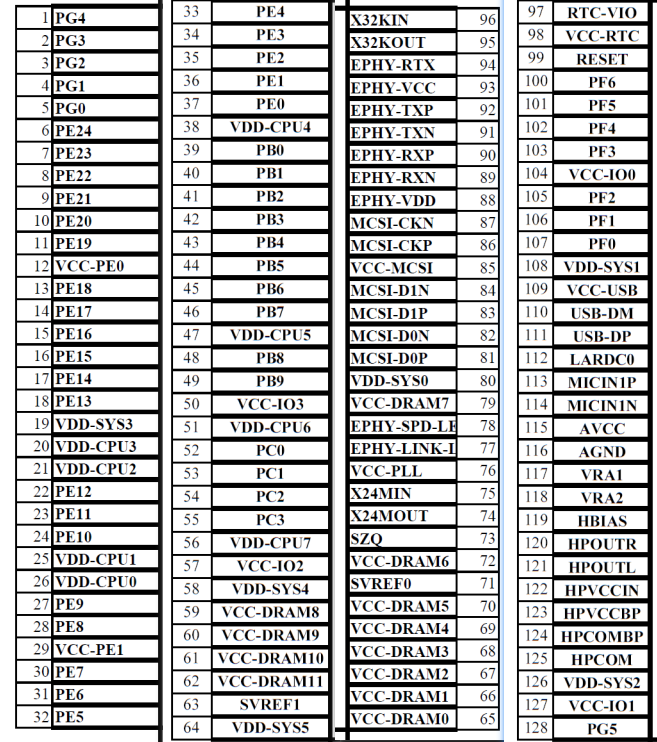 1 PG4
2 PG3
3 PG2
4 PG1
5 PG0
6 PE24
7 PE23
8 PE22
9 PE21
10 PE20
11 PE19
12 VCC-PE0
13 PE18
14 PE17
15 PE16
16 PE15
17 PE14
18 PE13
19 VDD-SYS3
20 VDD-CPU3
21 VDD-CPU2
22 PE12
23 PE11
24 PE10
25 VDD-CPU1
26 VDD-CPU0
27 PE9
28 PE8
29 VCC-PE1
30 PE7
31 PE6
32 PE5
33 PE4
34 PE3
35 PE2
36 PE1
37 PE0
38 VDD-CPU4
39 PB0
40 PB1
41 PB2
42 PB3
43 PB4
44 PB5
45 PB6
46 PB7
47 VDD-CPU5
48 PB8
49 PB9
50 VCC-IO3
51 VDD-CPU6
52 PC0
53 PC1
54 PC2
55 PC3
56 VDD-CPU7
57 VCC-IO2
58 VDD-SYS4
59 VCC-DRAM8
60 VCC-DRAM9
61 VCC-DRAM10
62 VCC-DRAM11
63 SVREF1
64 VDD-SYS5
X32KIN 96
X32KOUT 95
EPHY-RTX 94
EPHY-VCC 93
EPHY-TXP 92
EPHY-TXN 91
EPHY-RXP 90
EPHY-RXN 89
EPHY-VDD 88
MCSI-CKN 87
MCSI-CKP 86
VCC-MCSI 85
MCSI-D1N 84
MCSI-D1P 83
MCSI-D0N 82
MCSI-D0P 81
VDD-SYS0 80
VCC-DRAM7 79
EPHY-SPD-LE 78
EPHY-LINK-L 77
VCC-PLL 76
X24MIN 75
X24MOUT 74
SZQ 73
VCC-DRAM6 72
SVREF0 71
VCC-DRAM5 70
VCC-DRAM4 69
VCC-DRAM3 68
VCC-DRAM2 67
VCC-DRAM1 66
VCC-DRAM0 65
97 RTC-VIO
98 VCC-RTC
99 RESET
100 PF6
101 PF5
102 PF4
103 PF3
104 VCC-IO0
105 PF2
106 PF1
107 PF0
108 VDD-SYS1
109 VCC-USB
110 USB-DM
111 USB-DP
112 LARDC0
113 MICIN1P
114 MICIN1N
115 AVCC
116 AGND
117 VRA1
118 VRA2
119 HBIAS
120 HPOUTR
121 HPOUTL
122 HPVCCIN
123 HPVCCBP
124 HPCOMBP
125 HPCOM
126 VDD-SYS2
127 VCC-IO1
128 PG5